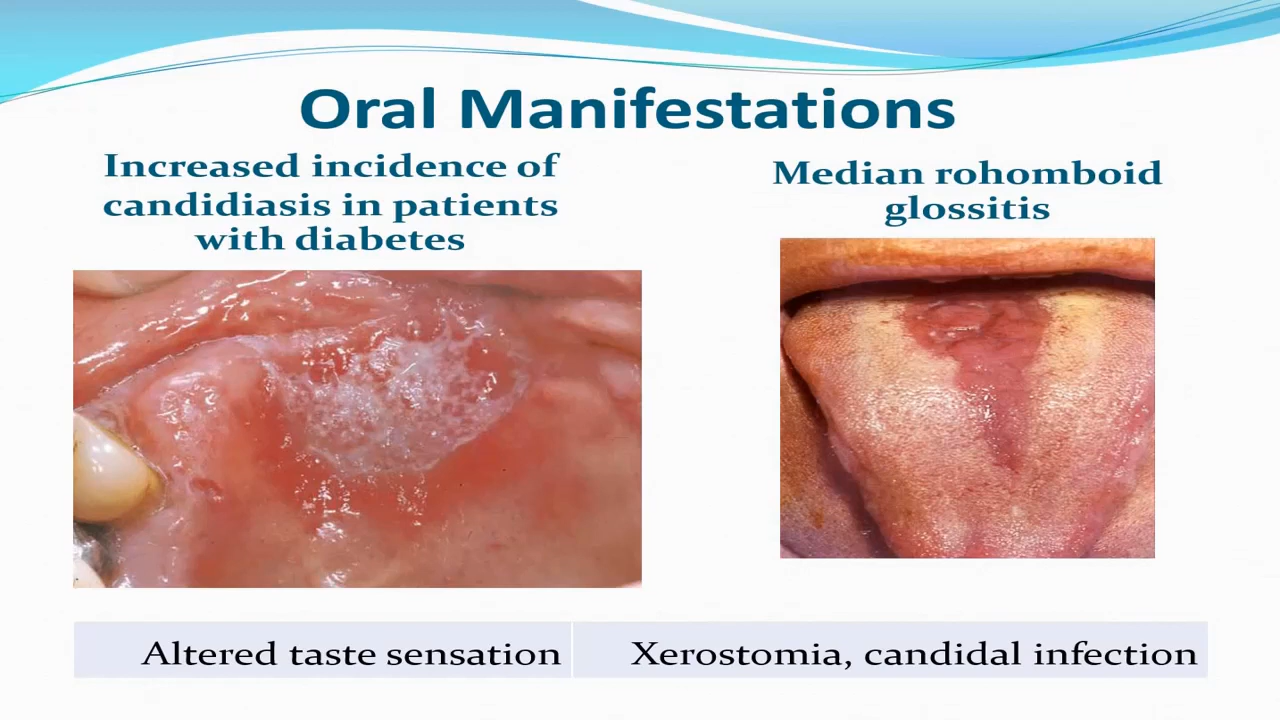 Oral Manifestations
Increased incidence of
candidiasis in patients
with diabetes
Median rohomboid
glossitis
Altered taste sensation
Xerostomia, candidal infection